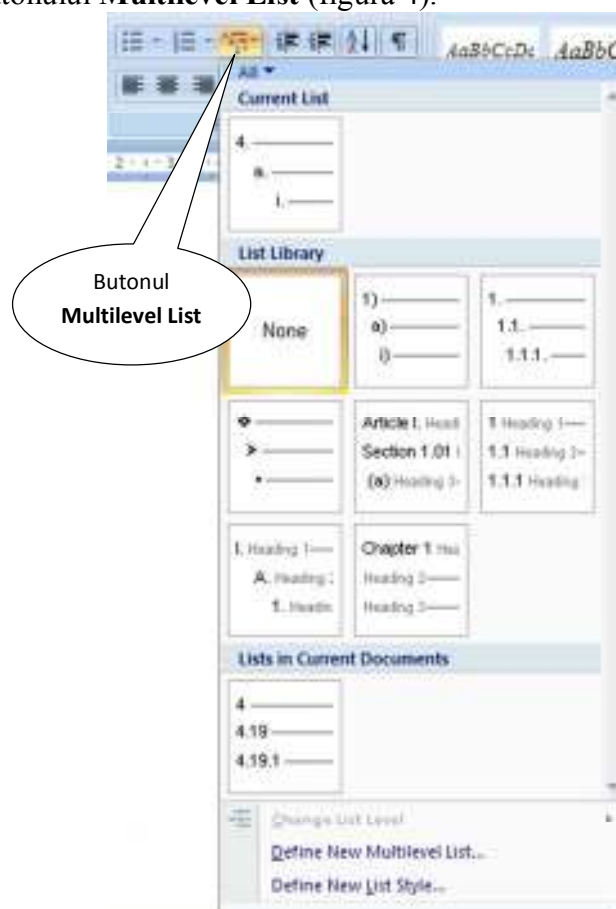 tonului Multilevel List (figura 4).
AaBbCcDc AaBbC
All
Current List
4.
a.
i.
Butonul
Multilevel List
List Library
None
1)
a)
i)
1.
1.1.
1.1.1.
Article I. Headi
Section 1.01
(a) Heading 3
1 Heading 1
1.1 Heading 2
1.1.1 Heading
I. Heading 1
A. Heading 2
1. Headin
Chapter 1 Hea
Heading 2
Heading 3
Lists in Current Documents
4
4.19
4.19.1
Change List Level
Define New Multilevel List...
Define New List Style...